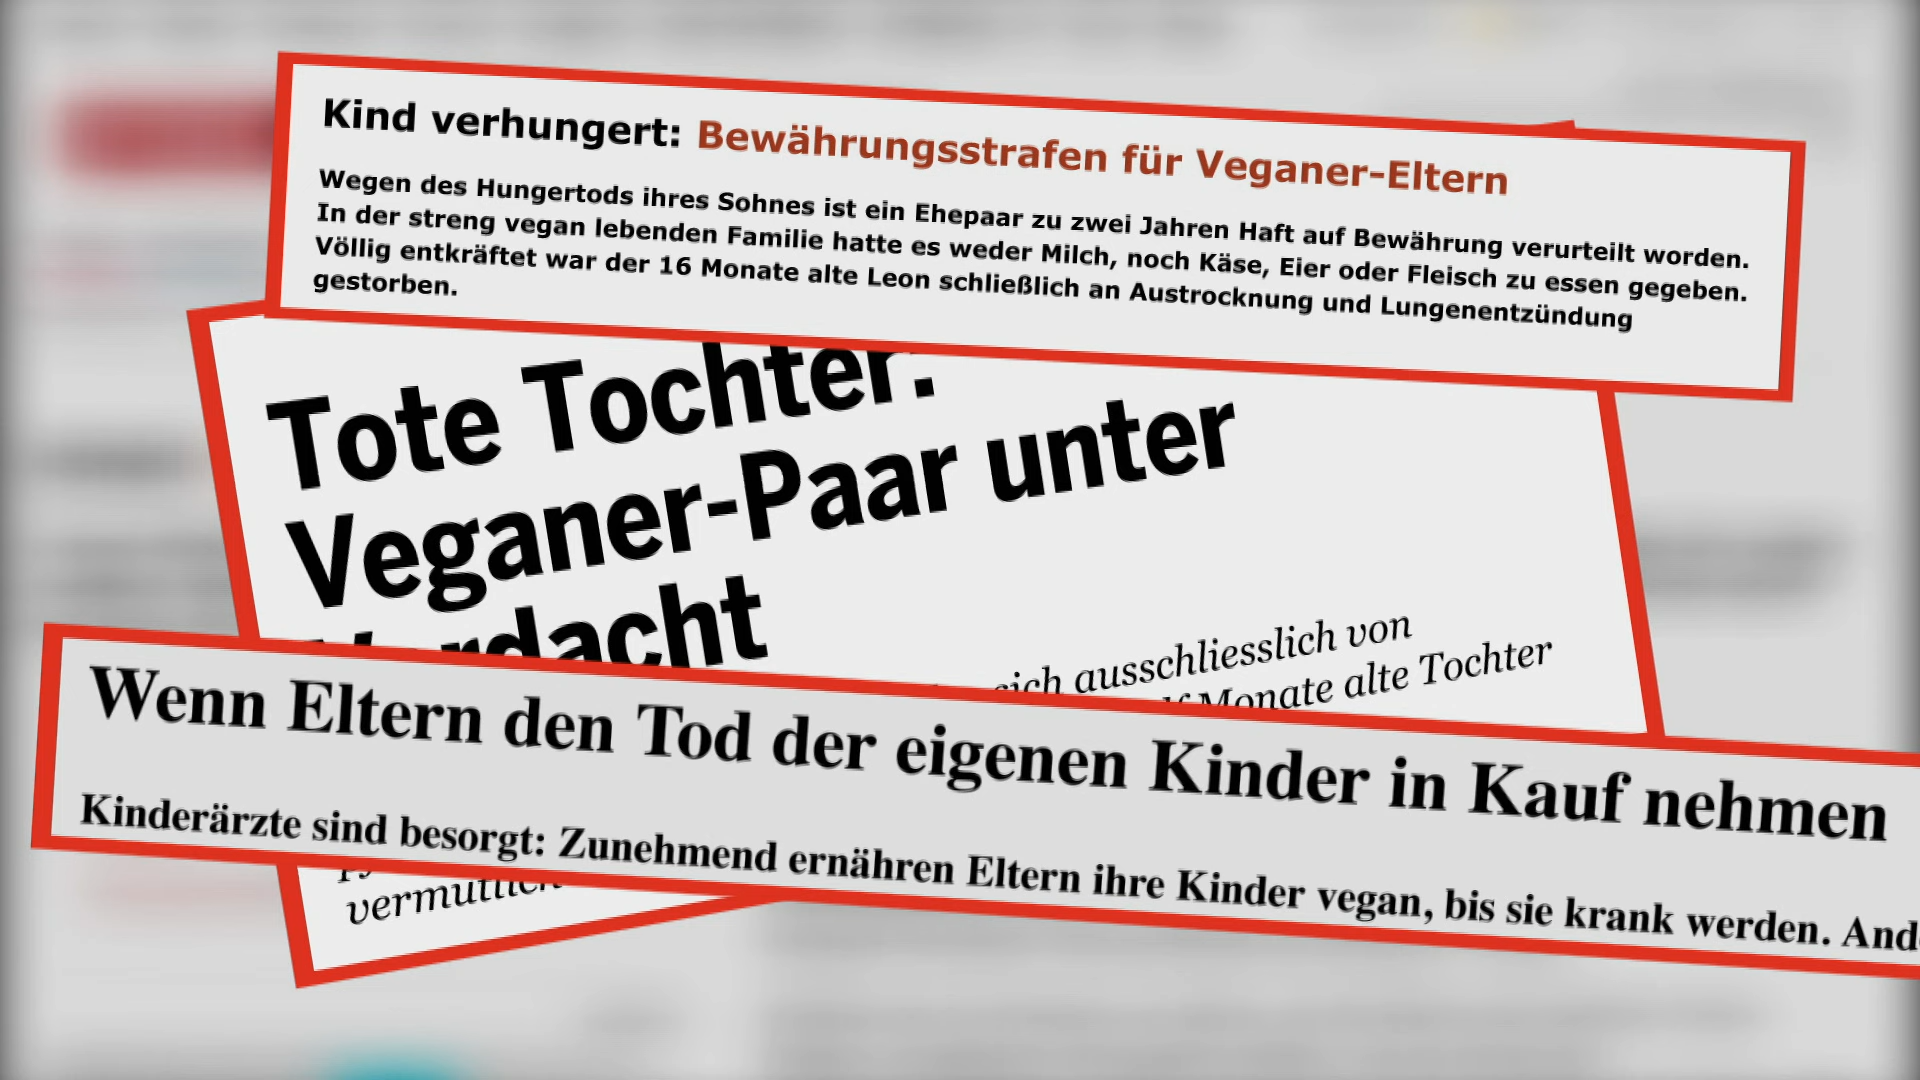 Kind verhungert: Bewährungsstrafen für Veganer-Eltern
Wegen des Hungertods ihres Sohnes ist ein Ehepaar zu zwei Jahren Haft auf Bewährung verurteilt worden.
In der streng vegan lebenden Familie hatte es weder Milch, noch Käse, Eier oder Fleisch zu essen gegeben.
Völlig entkräftet war der 16 Monate alte Leon schließlich an Austrocknung und Lungenentzündung
gestorben.
Tote Tochter:
Veganer-Paar unter
Verdacht
sich ausschliesslich von
Monate alte Tochter
Wenn Eltern den Tod der eigenen Kinder in Kauf nehmen
Kinderärzte sind besorgt: Zunehmend ernähren Eltern ihre Kinder vegan, bis sie krank werden.
vermutlich